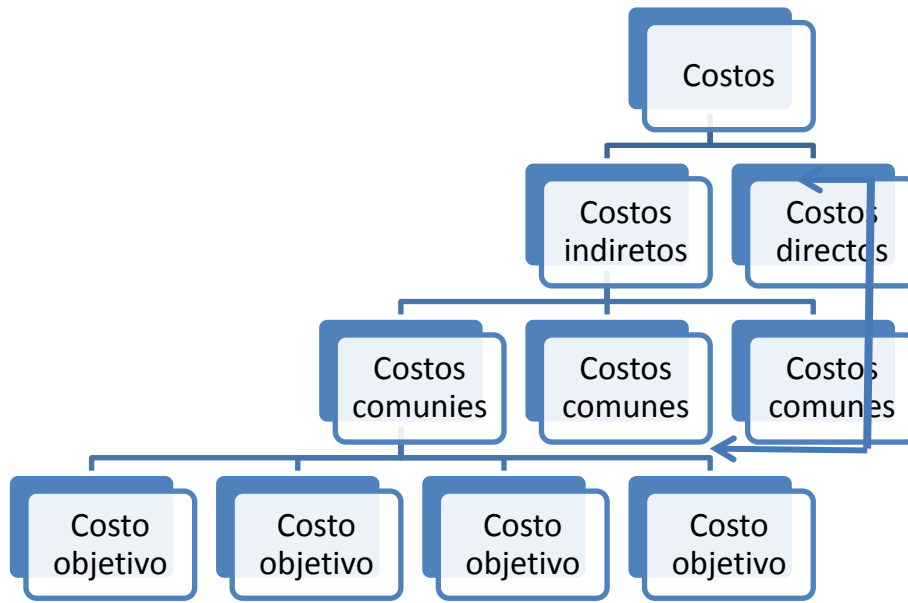 Costos
Costos
indiretos
Costos
directos
Costos
comunies
Costos
comunes
Costos
comunes
Costo
objetivo
Costo
objetivo
Costo
objetivo
Costo
objetivo